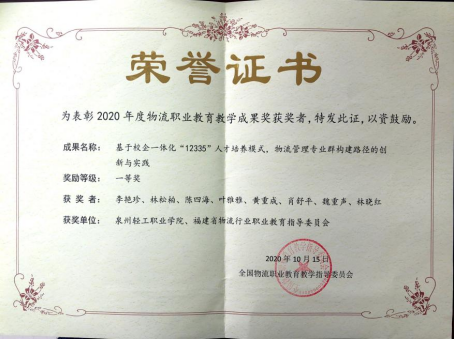 荣誉证书
为表彰2020年度物流职业教育教学成果奖获奖者，特发此证，以资鼓励。
成果名称：基于校企一体化“12335”人才培养模式、物流管理专业群构建路径的创
新与实践
奖励等级：一等奖
获 奖 者：李艳珍、林松福、陈四海、叶雅雅、黄重成、肖舒平、魏重声、林晓红
获奖单位：泉州轻工职业学院、福建省物流行业职业教育指导委员会
2020年10月15日
全国物流职业教育教学指导委员会